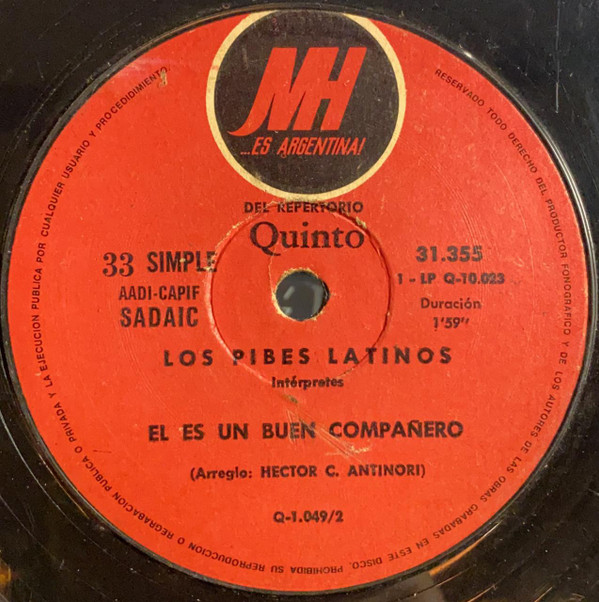 MH
...ES ARGENTINA!
RESERVADO TODO DERECHO DEL PRODUCTOR FONOGRAFICO Y DE LOS AUTORES DE LAS OBRAS GRABADAS EN ESTE DISCO. PROHIBIDA SU REPRODUCCION O REGRABACION PUBLICA O PRIVADA Y LA EJECUCION PUBLICA POR CUALQUIER USUARIO Y PROCEDIDIMIENTO
DEL REPERTORIO
Quinto
33 SIMPLE
AADI-CAPIF
SADAIC
31.355
1 - LP Q-10.023
Duración
1'59"
LOS PIBES LATINOS
Intérpretes
EL ES UN BUEN COMPAÑERO
(Arreglo: HECTOR C. ANTINORI)
Q-1.049/2